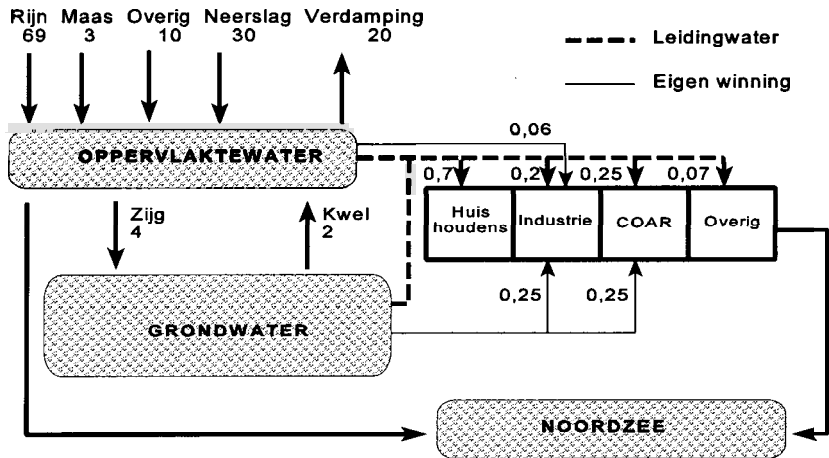 Rijn Maas Overig Neerslag Verdamping
69 3 10 30 20
Leidingwater
Eigen winning
0,06
OPPERVLAKTEWATER
0,7 0,2 0,25 0,07
Huis
houdens
Industrie
COAR
Overig
Zijg
4
Kwel
2
0,25 0,25
GRONDWATER
NOORDZEE